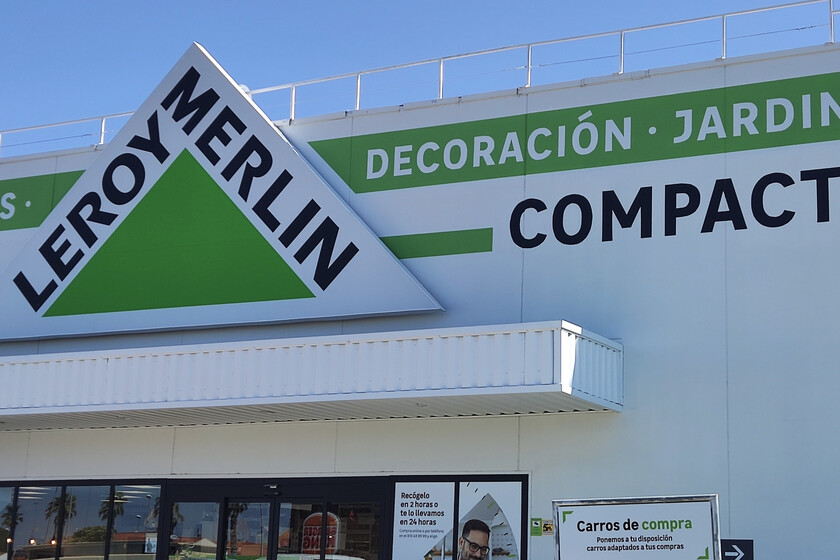 LEROY MERLIN
S ·
DECORACIÓN · JARDIN
COMPACT
Recógelo
en 2 horas o
te lo llevamos
en 24 horas
Carros de compra
Ponemos a tu disposición
carros adaptados a tus compras